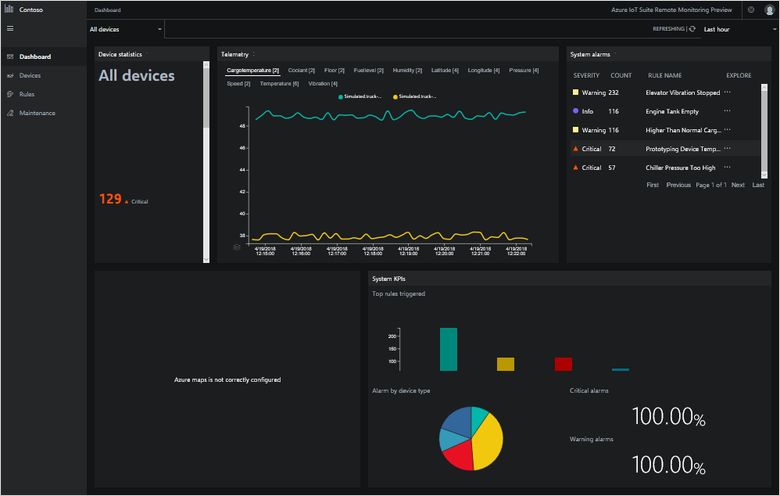 Contoso
Dashboard
Azure IoT Suite Remote Monitoring Preview
All devices
REFRESHING |
Last hour
Dashboard
Devices
Rules
Maintenance
Device statistics
All devices
129 Critical
Telemetry
Cargotemperature [2] Coolant [4] Floor [2] Fuellevel [4] Humidity [2] Latitude [4] Longitude [4] Pressure [4]
Speed [2] Temperature [6] Vibration [4]
Simulated.truck-... Simulated.truck-...
48
46
44
42
40
38
4/19/2018 4/19/2018 4/19/2018 4/19/2018 4/19/2018 4/19/2018 4/19/2018 4/19/2018
12:15:00 12:16:00 12:17:00 12:18:00 12:19:00 12:20:00 12:21:00 12:22:00
System alarms
SEVERITY COUNT RULE NAME EXPLORE
Warning 232 Elevator Vibration Stopped ...
Info 116 Engine Tank Empty ...
Warning 116 Higher Than Normal Carg... ...
Critical 72 Prototyping Device Temp... ...
Critical 57 Chiller Pressure Too High ...
First Previous Page 1 of 1 Next Last
Azure maps is not correctly configured
System KPIs
Top rules triggered
200
150
100
Alarm by device type
Critical alarms
100.00%
Warning alarms
100.00%